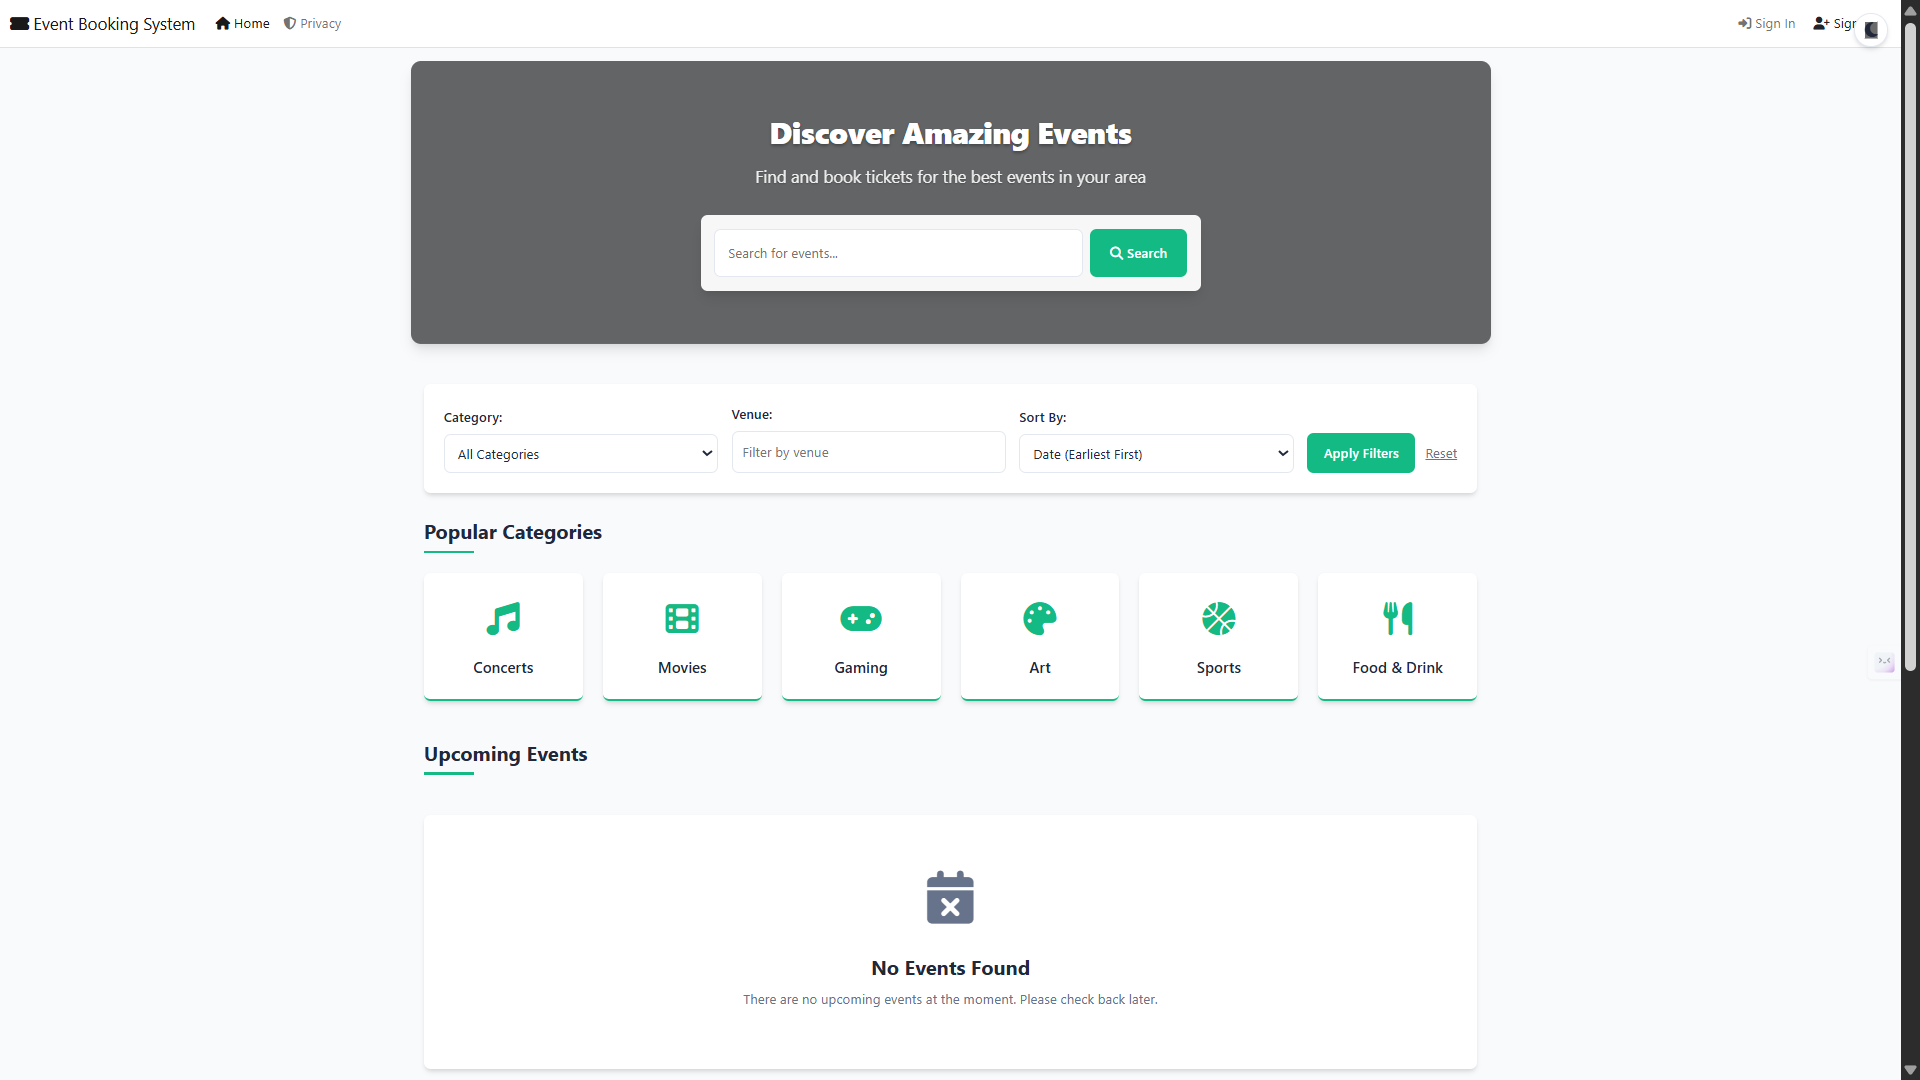 Event Booking System Home Privacy Sign In Sign
Discover Amazing Events
Find and book tickets for the best events in your area
Search for events... Search
Category: Venue: Sort By:
All Categories Filter by venue Date (Earliest First) Apply Filters Reset
Popular Categories
Concerts Movies Gaming Art Sports Food & Drink
Upcoming Events
No Events Found
There are no upcoming events at the moment. Please check back later.